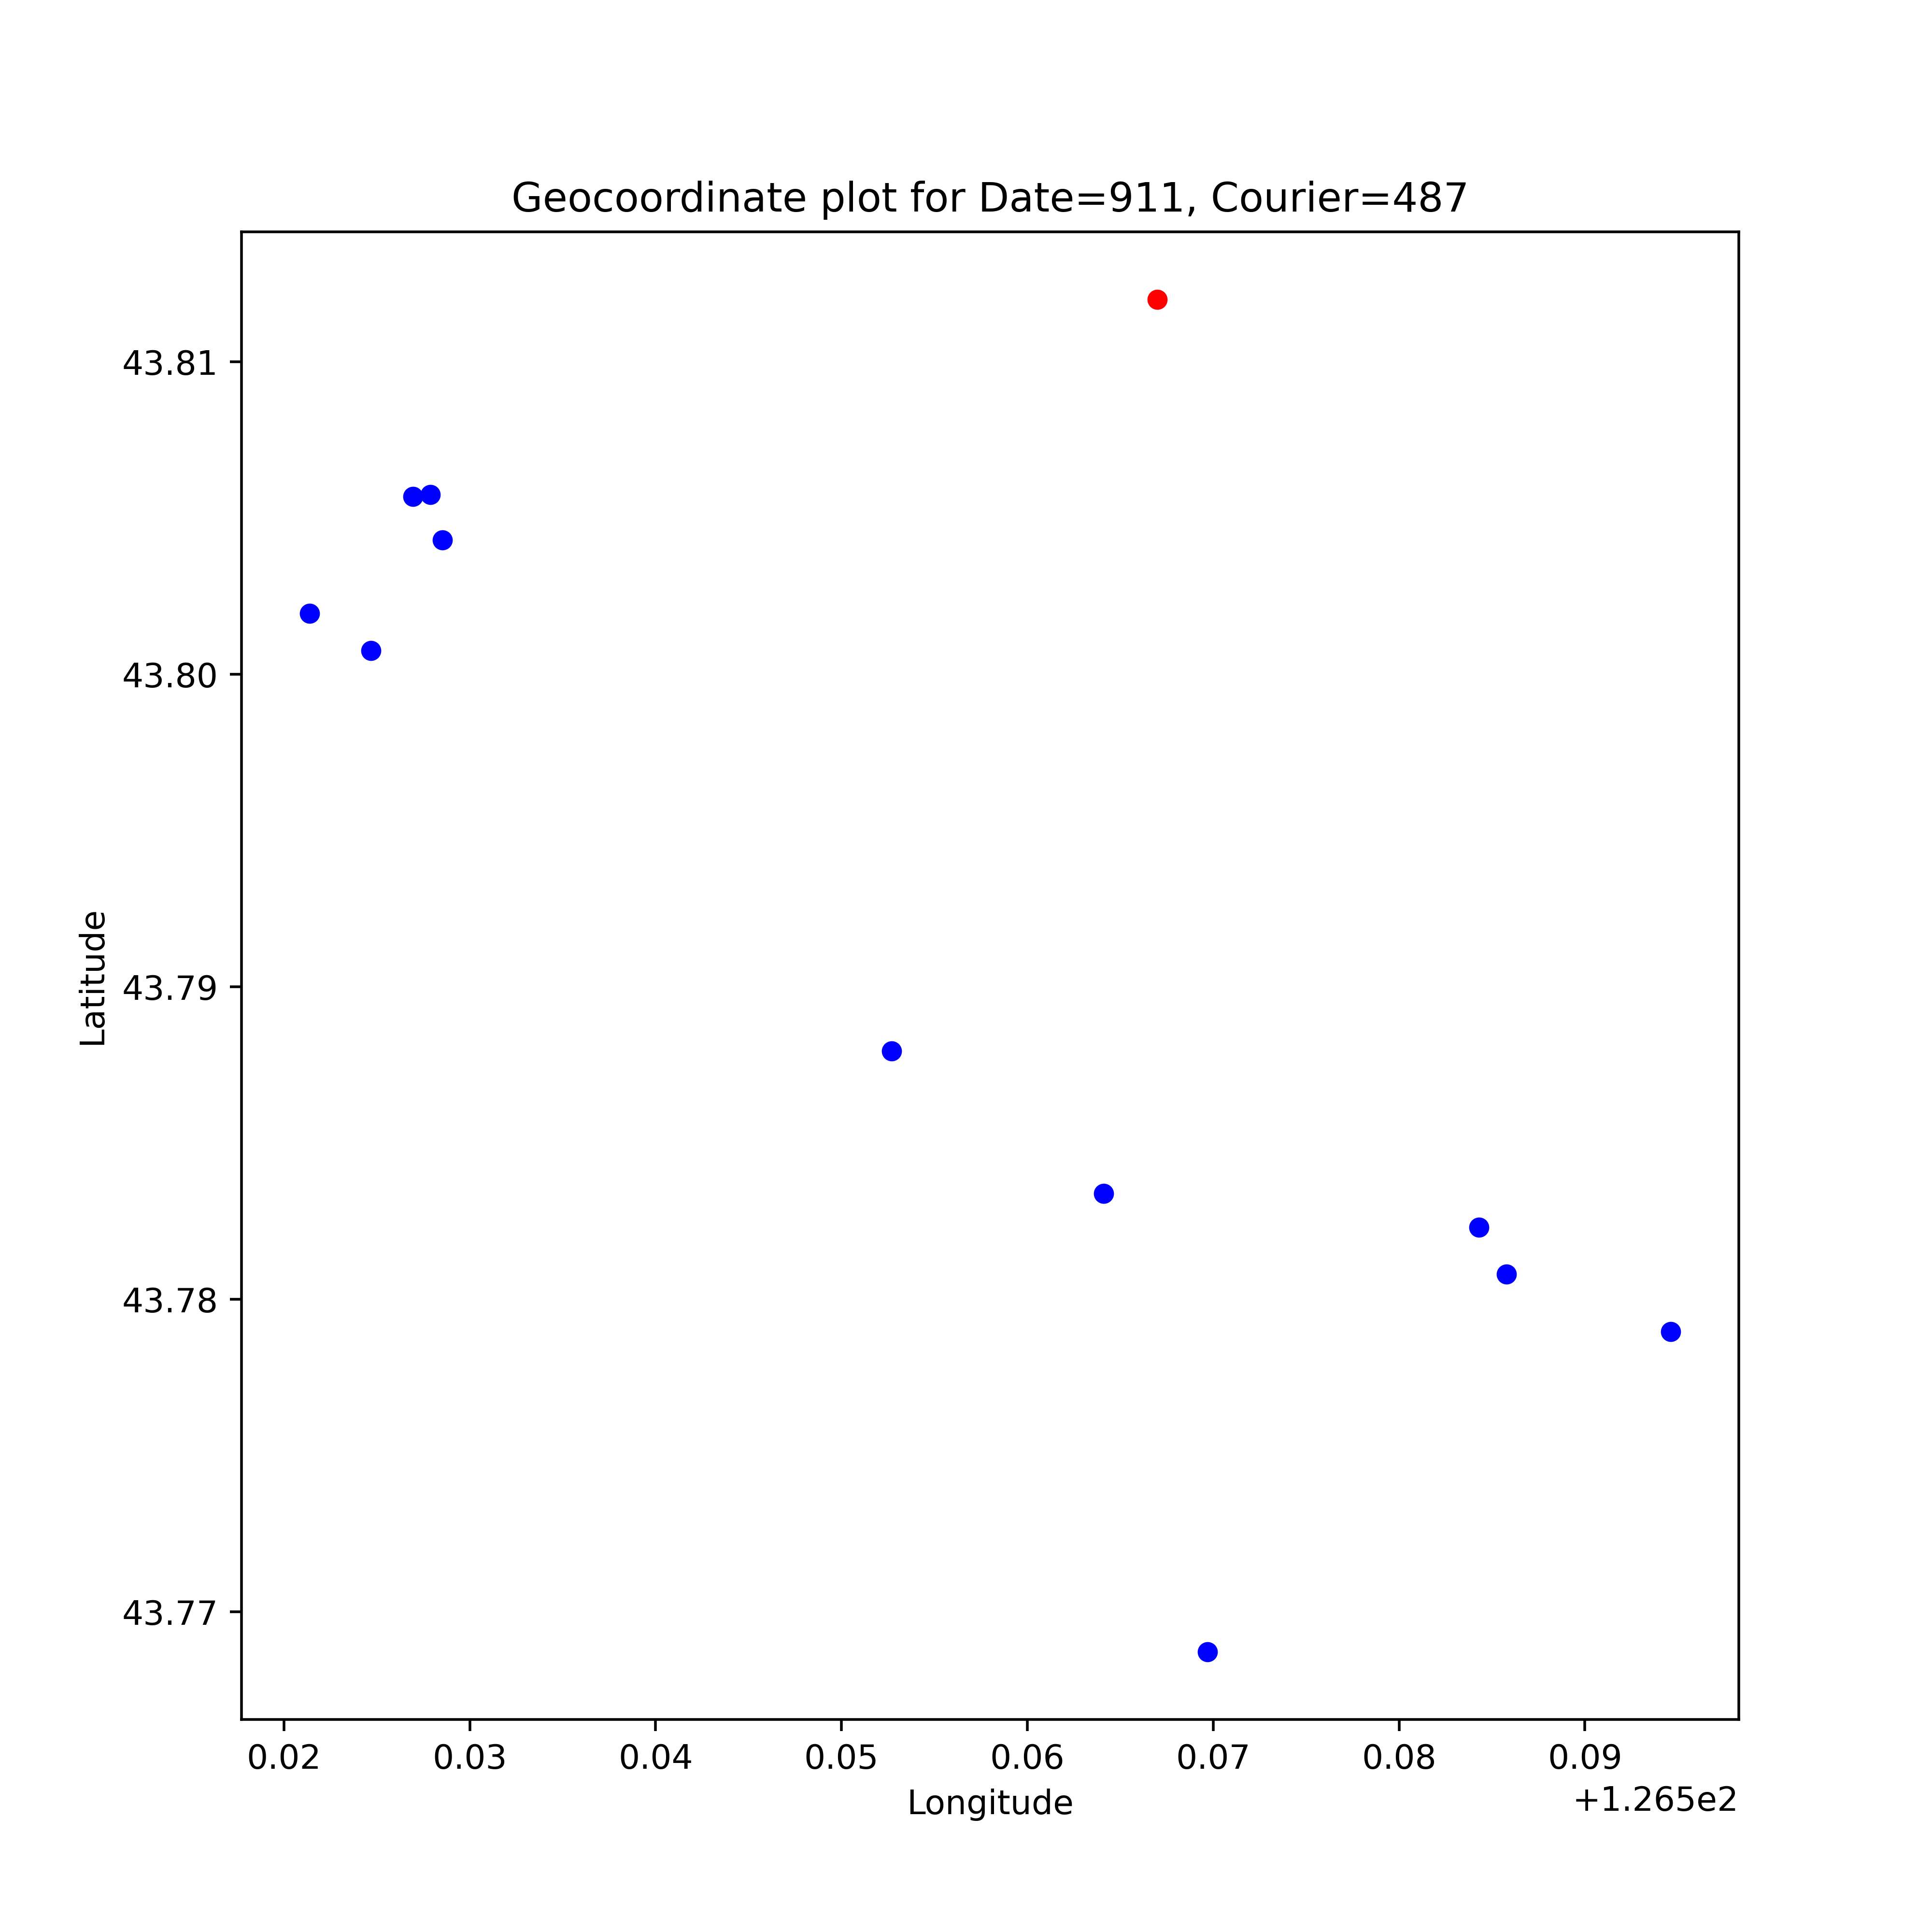 Geocoordinate plot for Date=911, Courier=487
43.81
43.80
43.79
43.78
43.77
Latitude
0.02 0.03 0.04 0.05 0.06 0.07 0.08 0.09
+1.265e2
Longitude